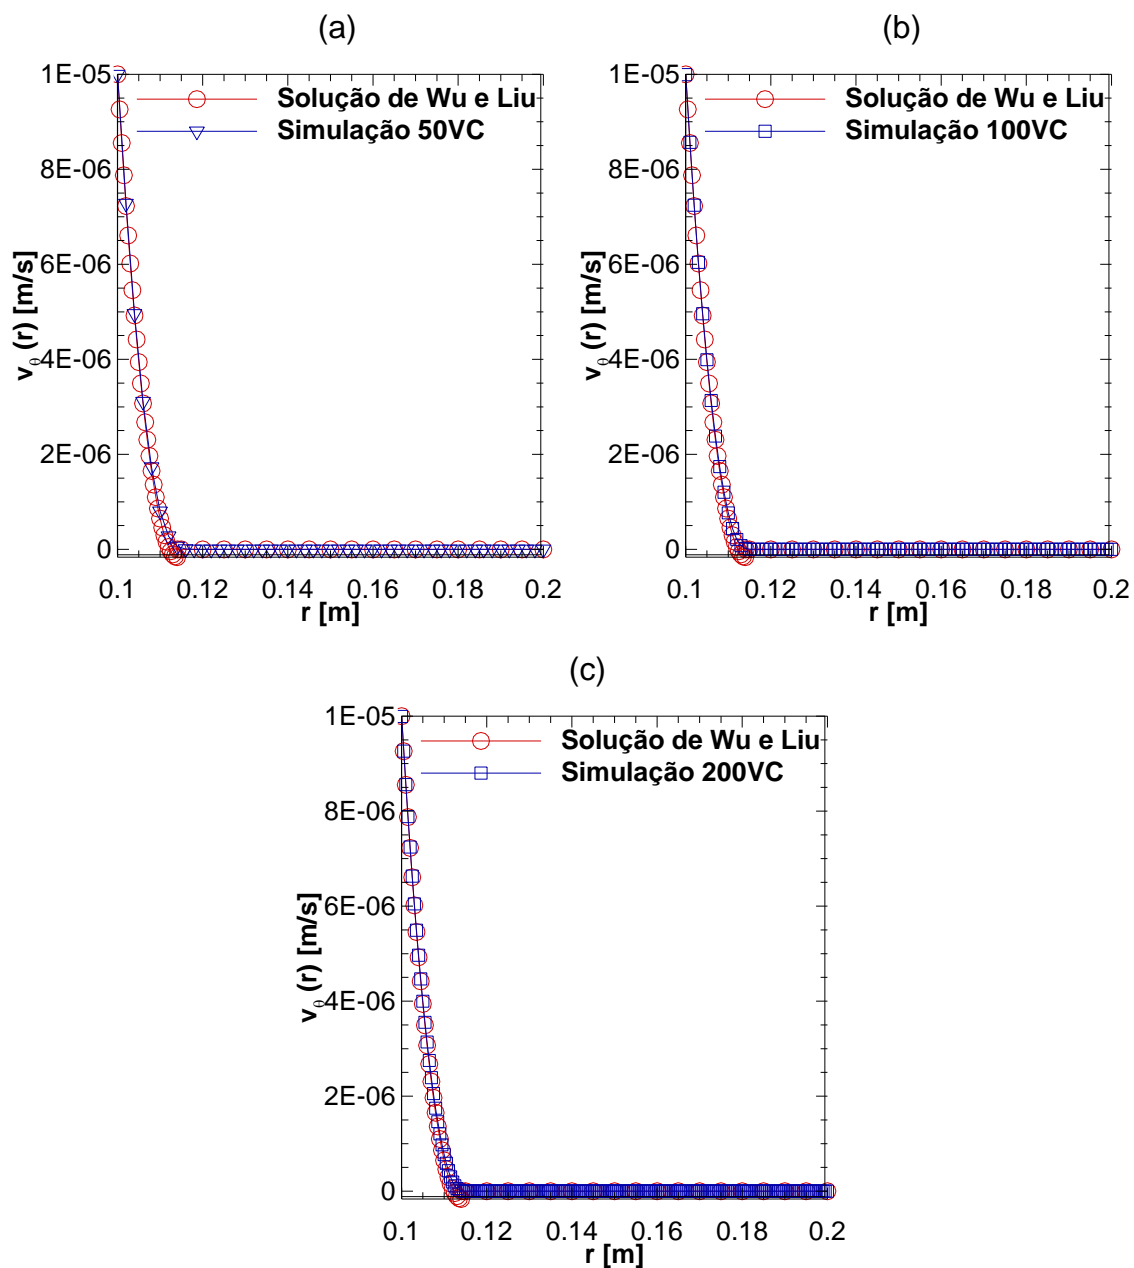 (a)
1E-05
8E-06
6E-06
4E-06
2E-06
0
vθ (r) [m/s]
Solução de Wu e Liu
Simulação 50VC
0.1 0.12 0.14 0.16 0.18 0.2
r [m]
(b)
1E-05
8E-06
6E-06
4E-06
2E-06
0
vθ (r) [m/s]
Solução de Wu e Liu
Simulação 100VC
0.1 0.12 0.14 0.16 0.18 0.2
r [m]
(c)
1E-05
8E-06
6E-06
4E-06
2E-06
0
vθ (r) [m/s]
Solução de Wu e Liu
Simulação 200VC
0.1 0.12 0.14 0.16 0.18 0.2
r [m]